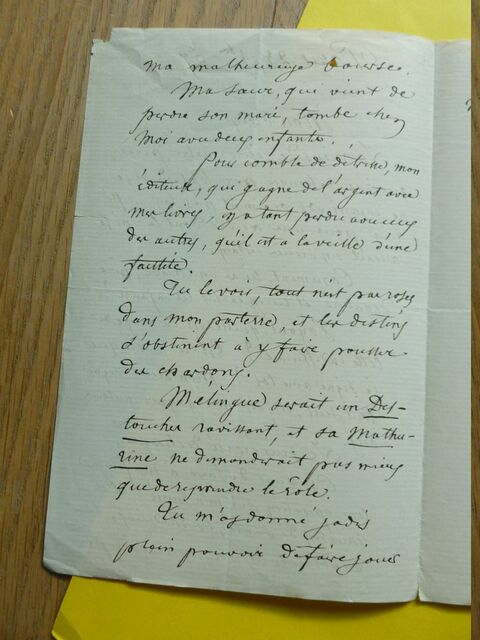 ma malheureuse bourse.
Ma sœur, qui vient de
perdre son mari, tombe chez
moi avec deux enfants.
Pour comble de détresse, mon
éditeur, qui gagne de l'argent avec
mes livres, en a tant perdu avec ceux
des autres, qu'il est à la veille d'une
faillite.
Tu le vois, tout n'est pas roses
dans mon parterre, et les destins
s'obstinent à y faire pousser
des chardons.
Mélingue serait un Des-
touches ravissant, et sa Mathu-
rine ne demanderait pas mieux
que de reprendre le rôle.
Tu m'as donné jadis
plein pouvoir de faire jouer